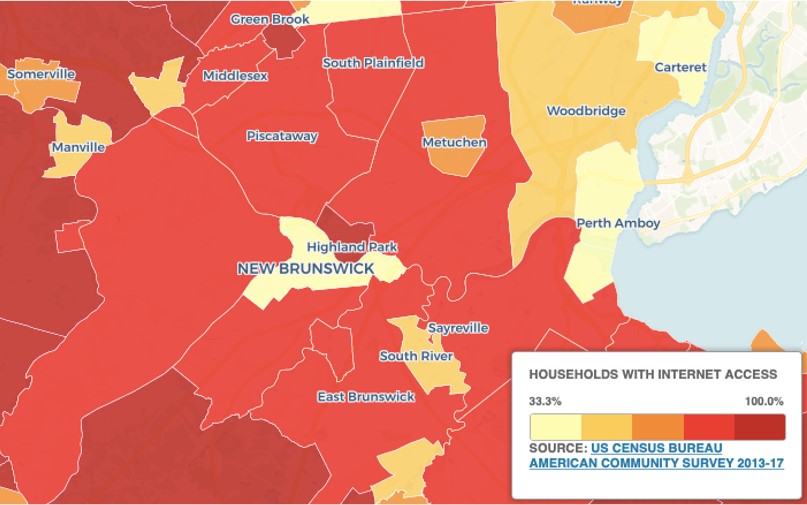 Green Brook
South Plainfield
Carteret
Somerville
Middlesex
Woodbridge
Piscataway
Metuchen
Manville
Perth Amboy
Highland Park
NEW BRUNSWICK
Sayreville
South River
East Brunswick
HOUSEHOLDS WITH INTERNET ACCESS
33.3% 100.0%
SOURCE: US CENSUS BUREAU
AMERICAN COMMUNITY SURVEY 2013-17